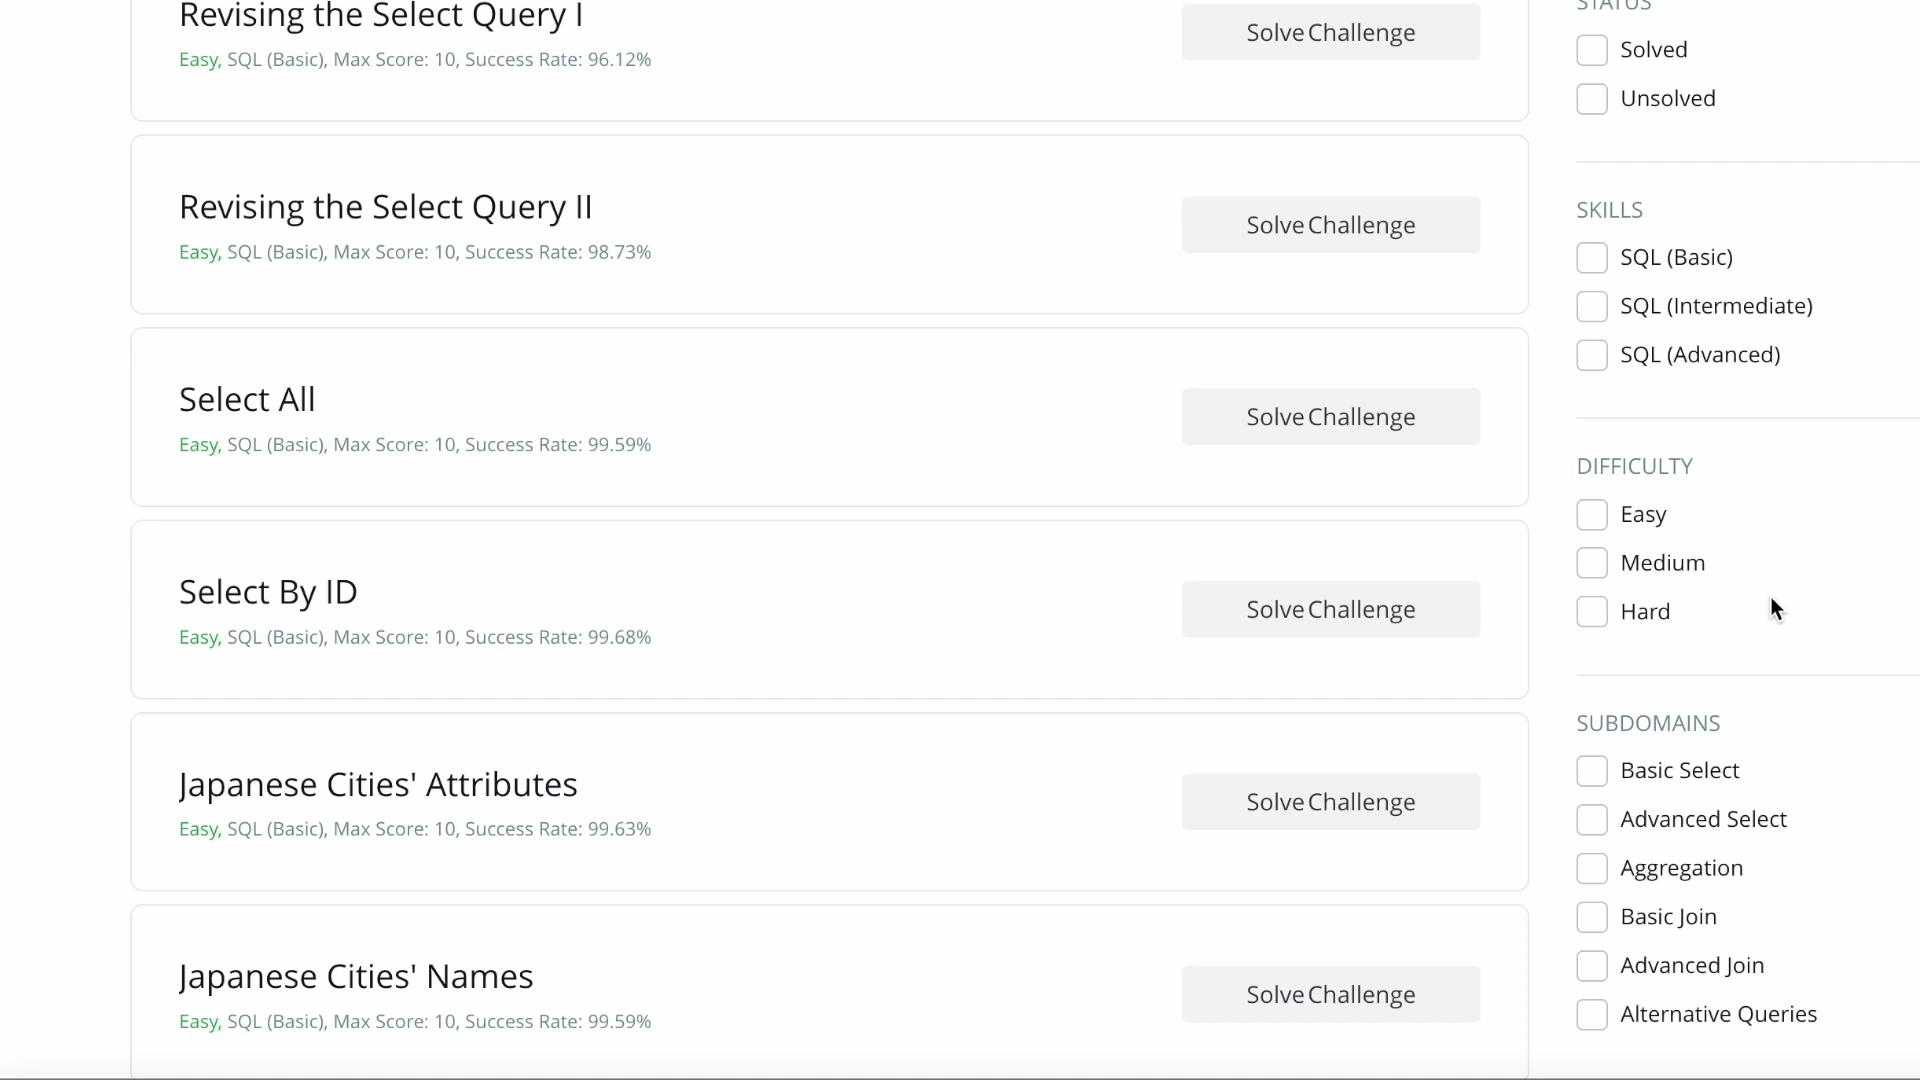 Revising the Select Query I
Easy, SQL (Basic), Max Score: 10, Success Rate: 96.12%
Solve Challenge
Revising the Select Query II
Easy, SQL (Basic), Max Score: 10, Success Rate: 98.73%
Solve Challenge
Select All
Easy, SQL (Basic), Max Score: 10, Success Rate: 99.59%
Solve Challenge
Select By ID
Easy, SQL (Basic), Max Score: 10, Success Rate: 99.68%
Solve Challenge
Japanese Cities' Attributes
Easy, SQL (Basic), Max Score: 10, Success Rate: 99.63%
Solve Challenge
Japanese Cities' Names
Easy, SQL (Basic), Max Score: 10, Success Rate: 99.59%
Solve Challenge
STATUS
Solved
Unsolved
SKILLS
SQL (Basic)
SQL (Intermediate)
SQL (Advanced)
DIFFICULTY
Easy
Medium
Hard
SUBDOMAINS
Basic Select
Advanced Select
Aggregation
Basic Join
Advanced Join
Alternative Queries